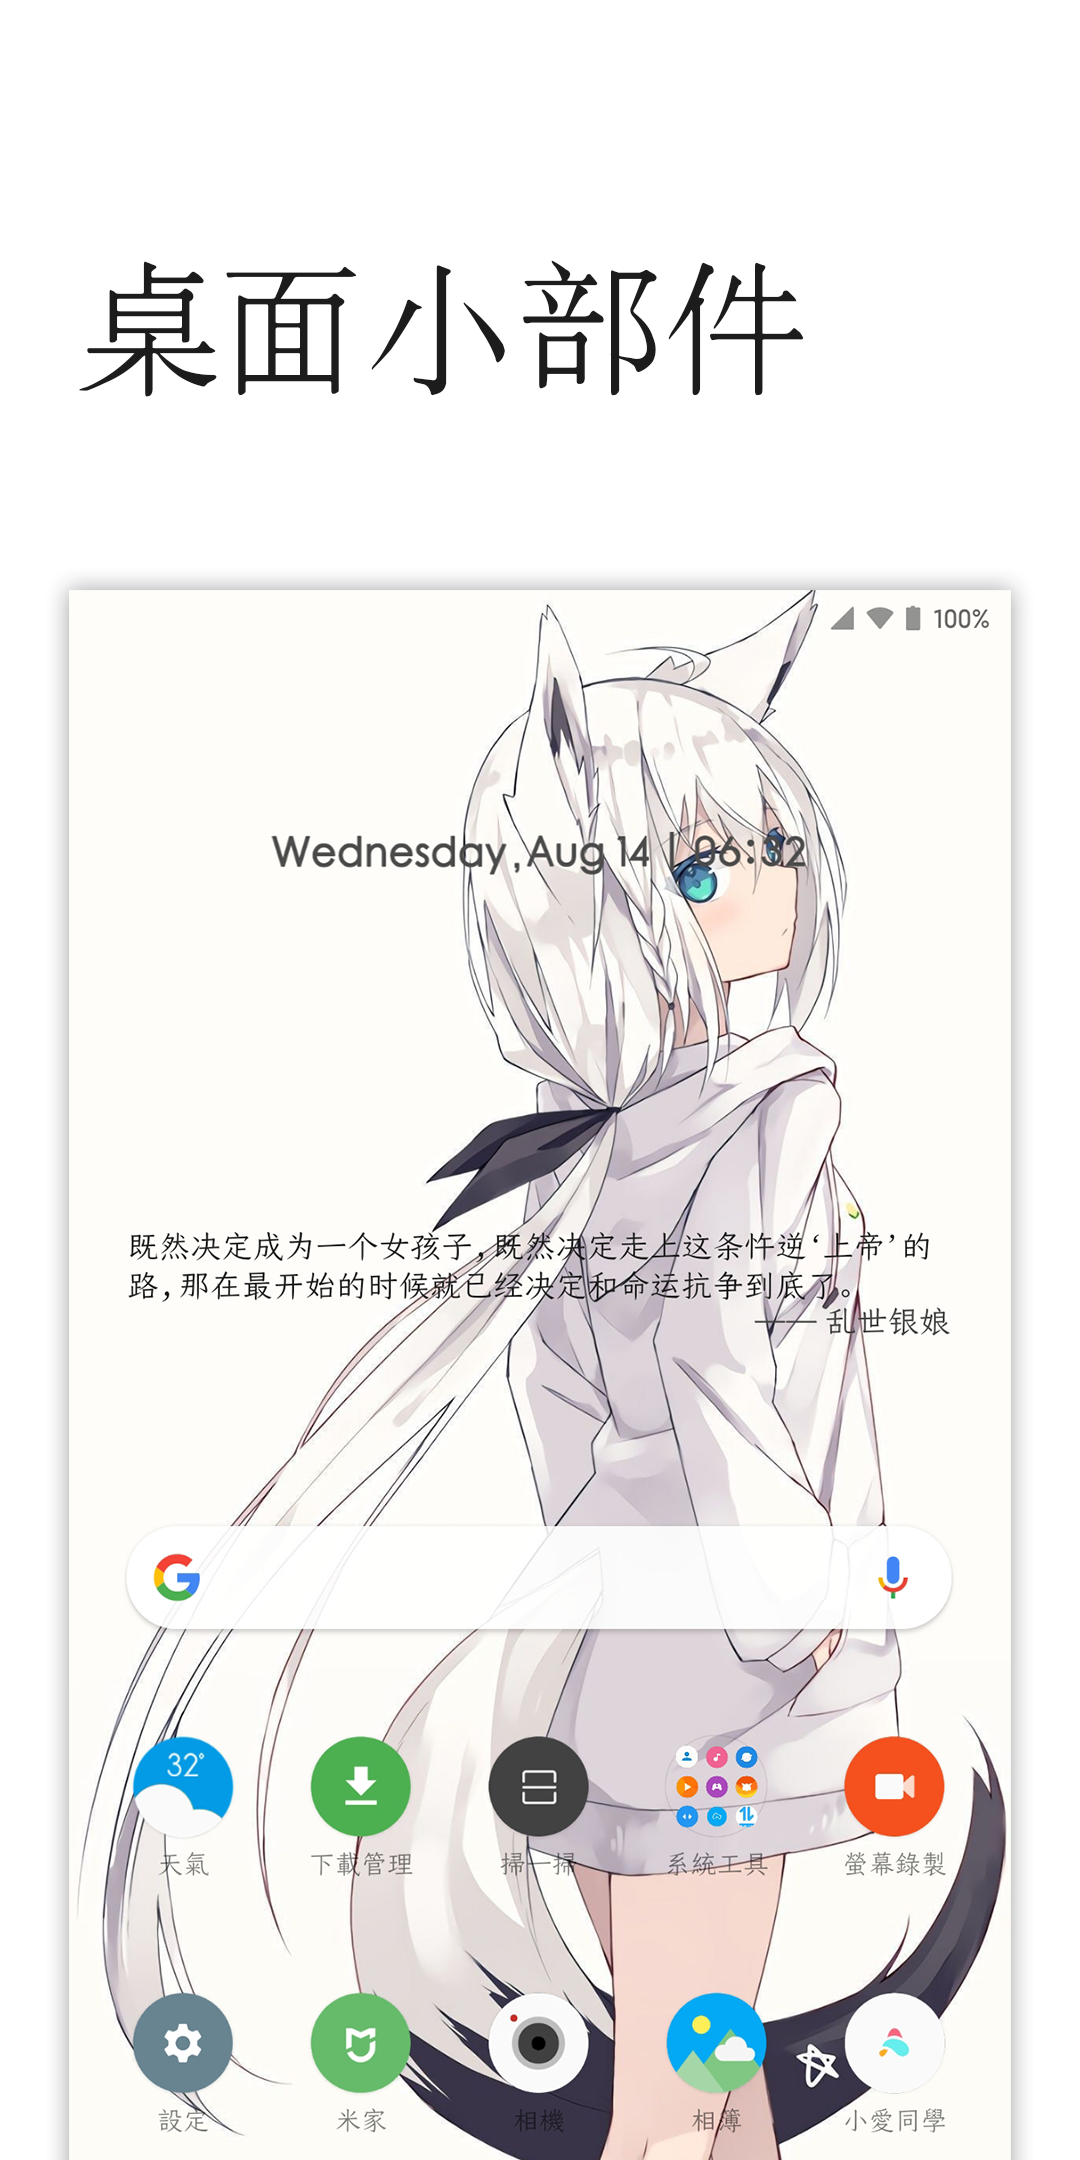 桌面小部件
100%
Wednesday, Aug 14 | 06:32
既然决定成为一个女孩子,既然决定走上这条忤逆‘上帝’的
路,那在最开始的时候就已经决定和命运抗争到底了。
—— 乱世银娘
32°
天氣 下載管理 掃一掃 系統工具 螢幕錄製
設定 米家 相機 相簿 小愛同學